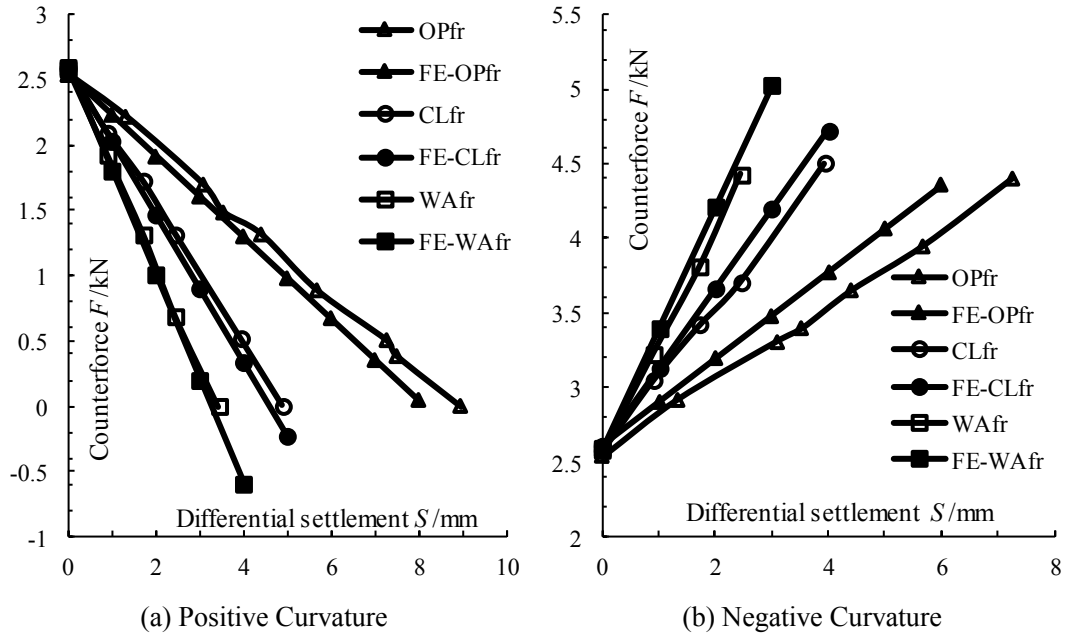 3
2.5
2
1.5
1
0.5
0
-0.5
-1
0
2
4
6
8
10
Counterforce F/kN
Differential settlement S/mm
OPfr
FE-OPfr
CLfr
FE-CLfr
WAfr
FE-WAfr
(a) Positive Curvature
5.5
5
4.5
4
3.5
3
2.5
2
0
2
4
6
8
Counterforce F/kN
Differential settlement S/mm
OPfr
FE-OPfr
CLfr
FE-CLfr
WAfr
FE-WAfr
(b) Negative Curvature